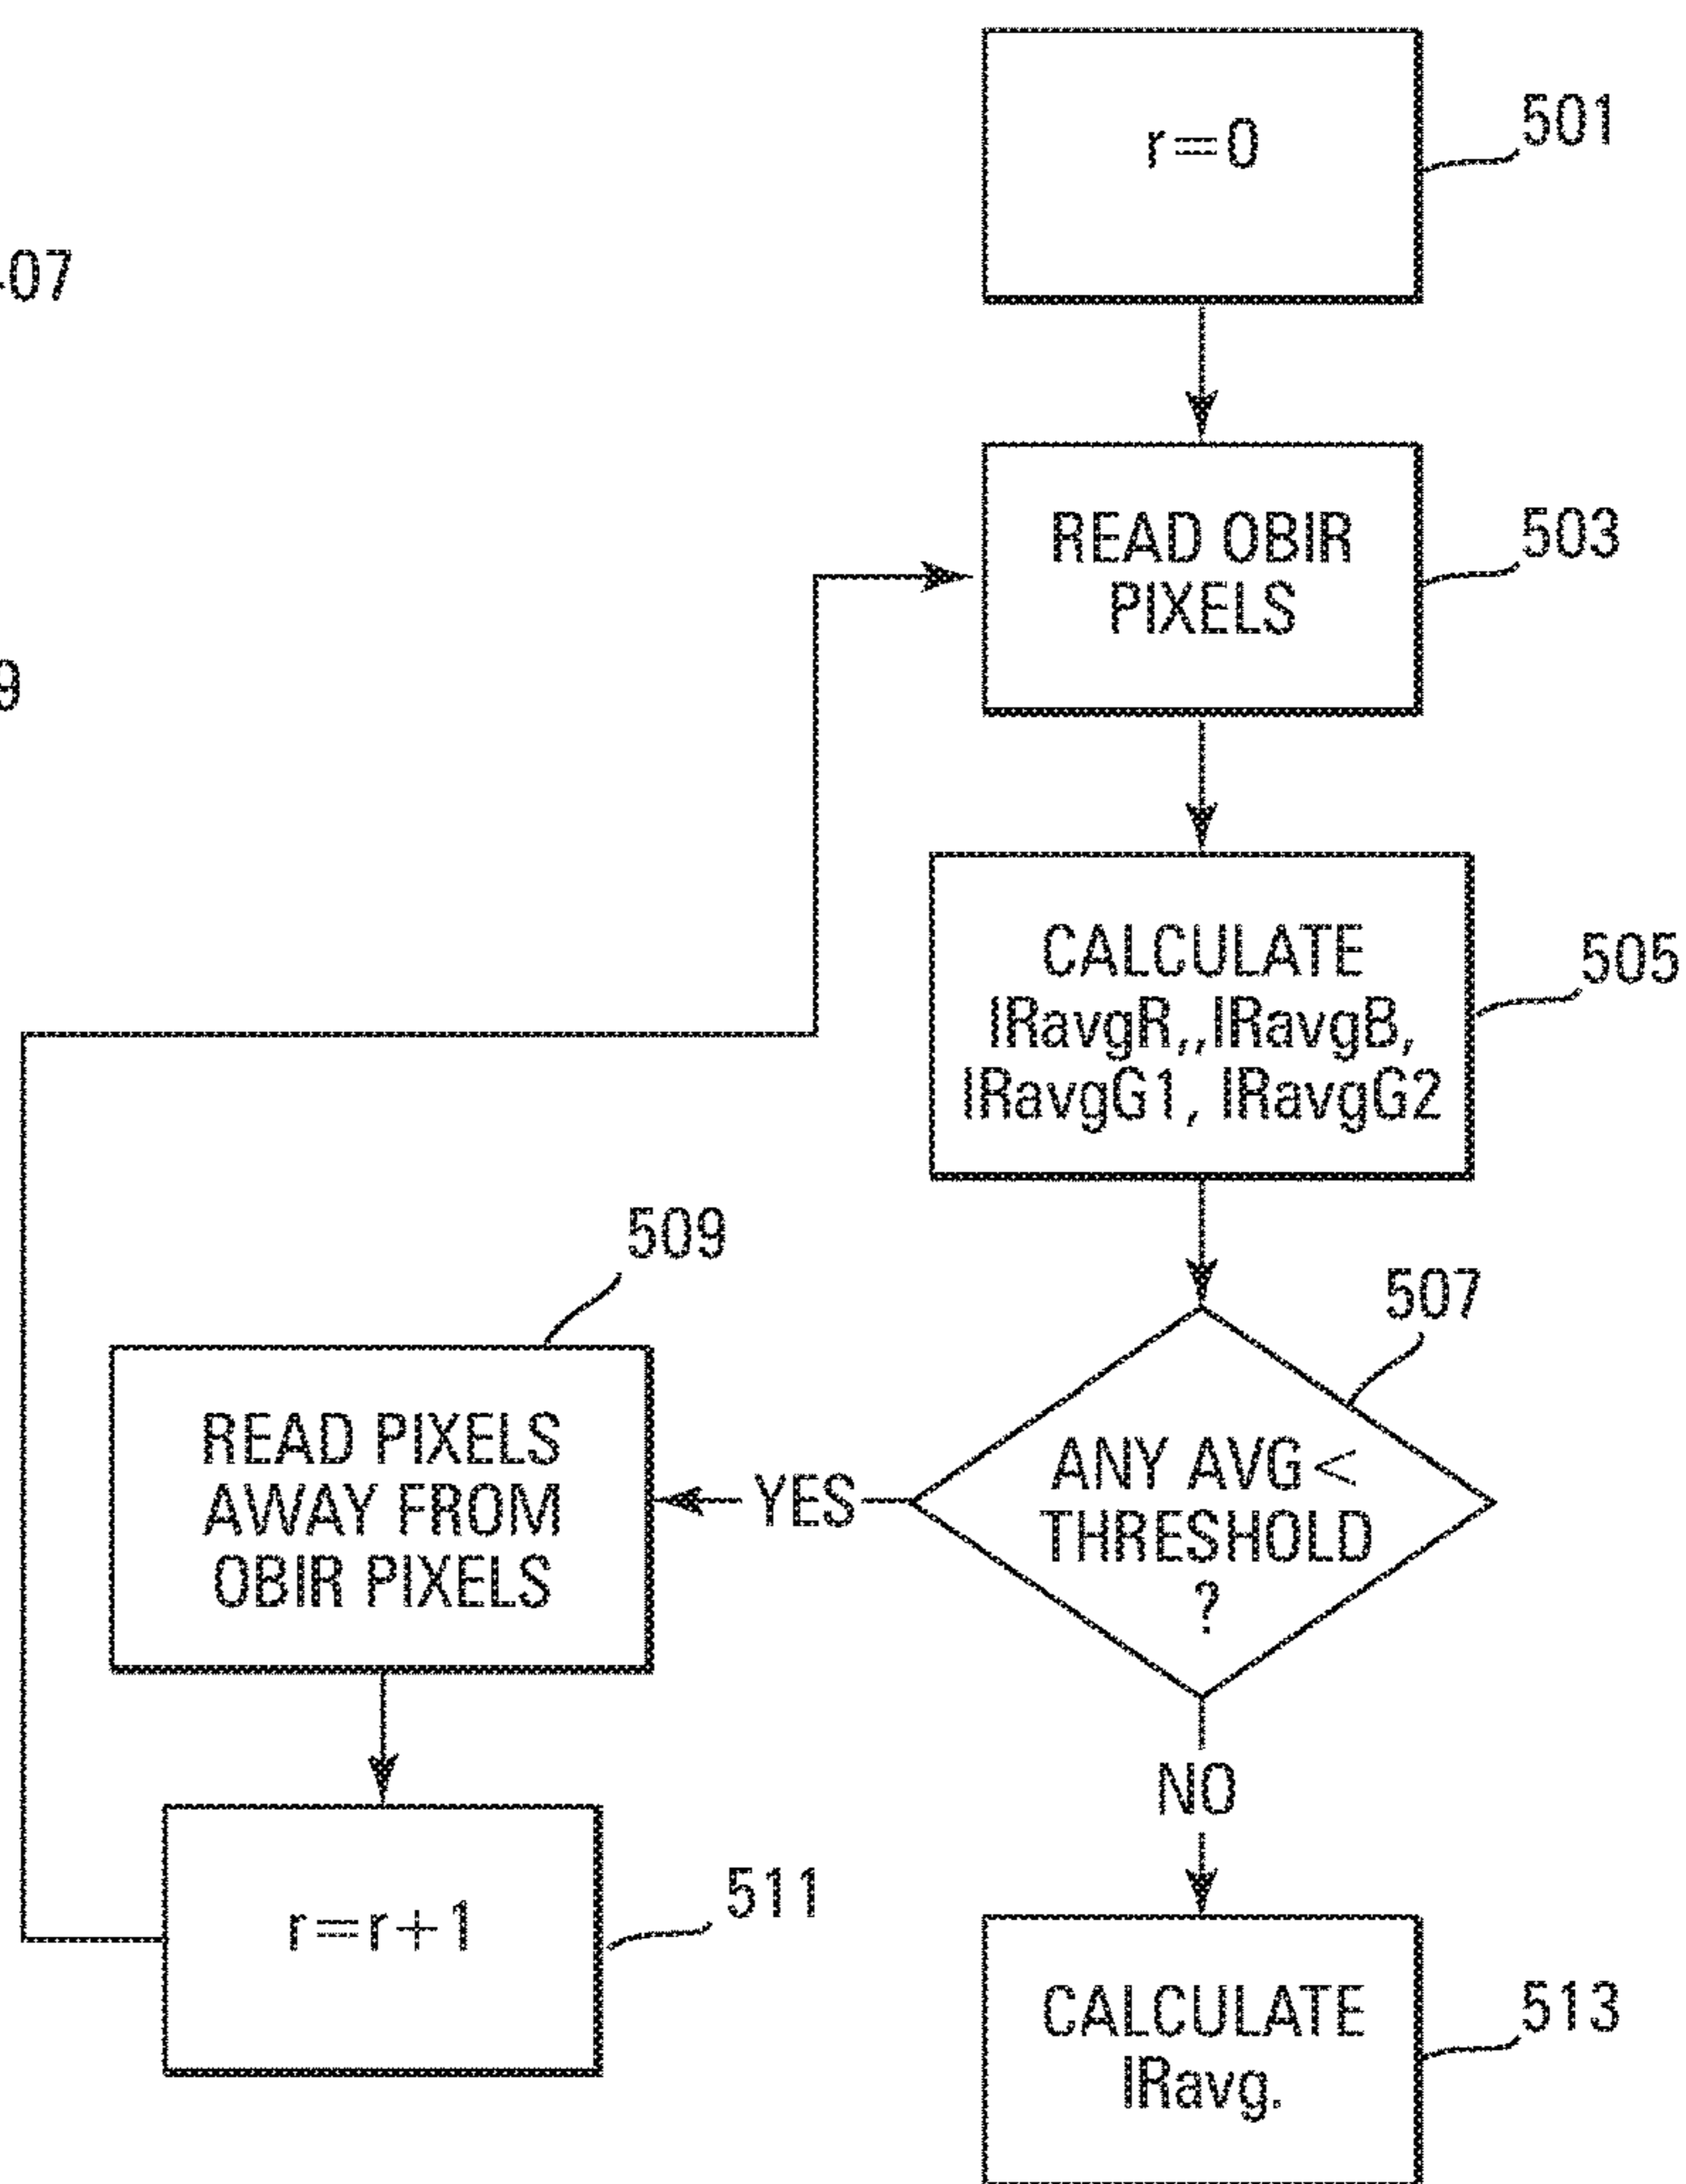 r=0
501
407
READ OBIR
PIXELS
503
9
CALCULATE
IRavgR,,IRavgB,
IRavgG1, IRavgG2
505
509
507
READ PIXELS
AWAY FROM
OBIR PIXELS
YES
ANY AVG <
THRESHOLD
?
NO
r=r+1
511
CALCULATE
IRavg.
513